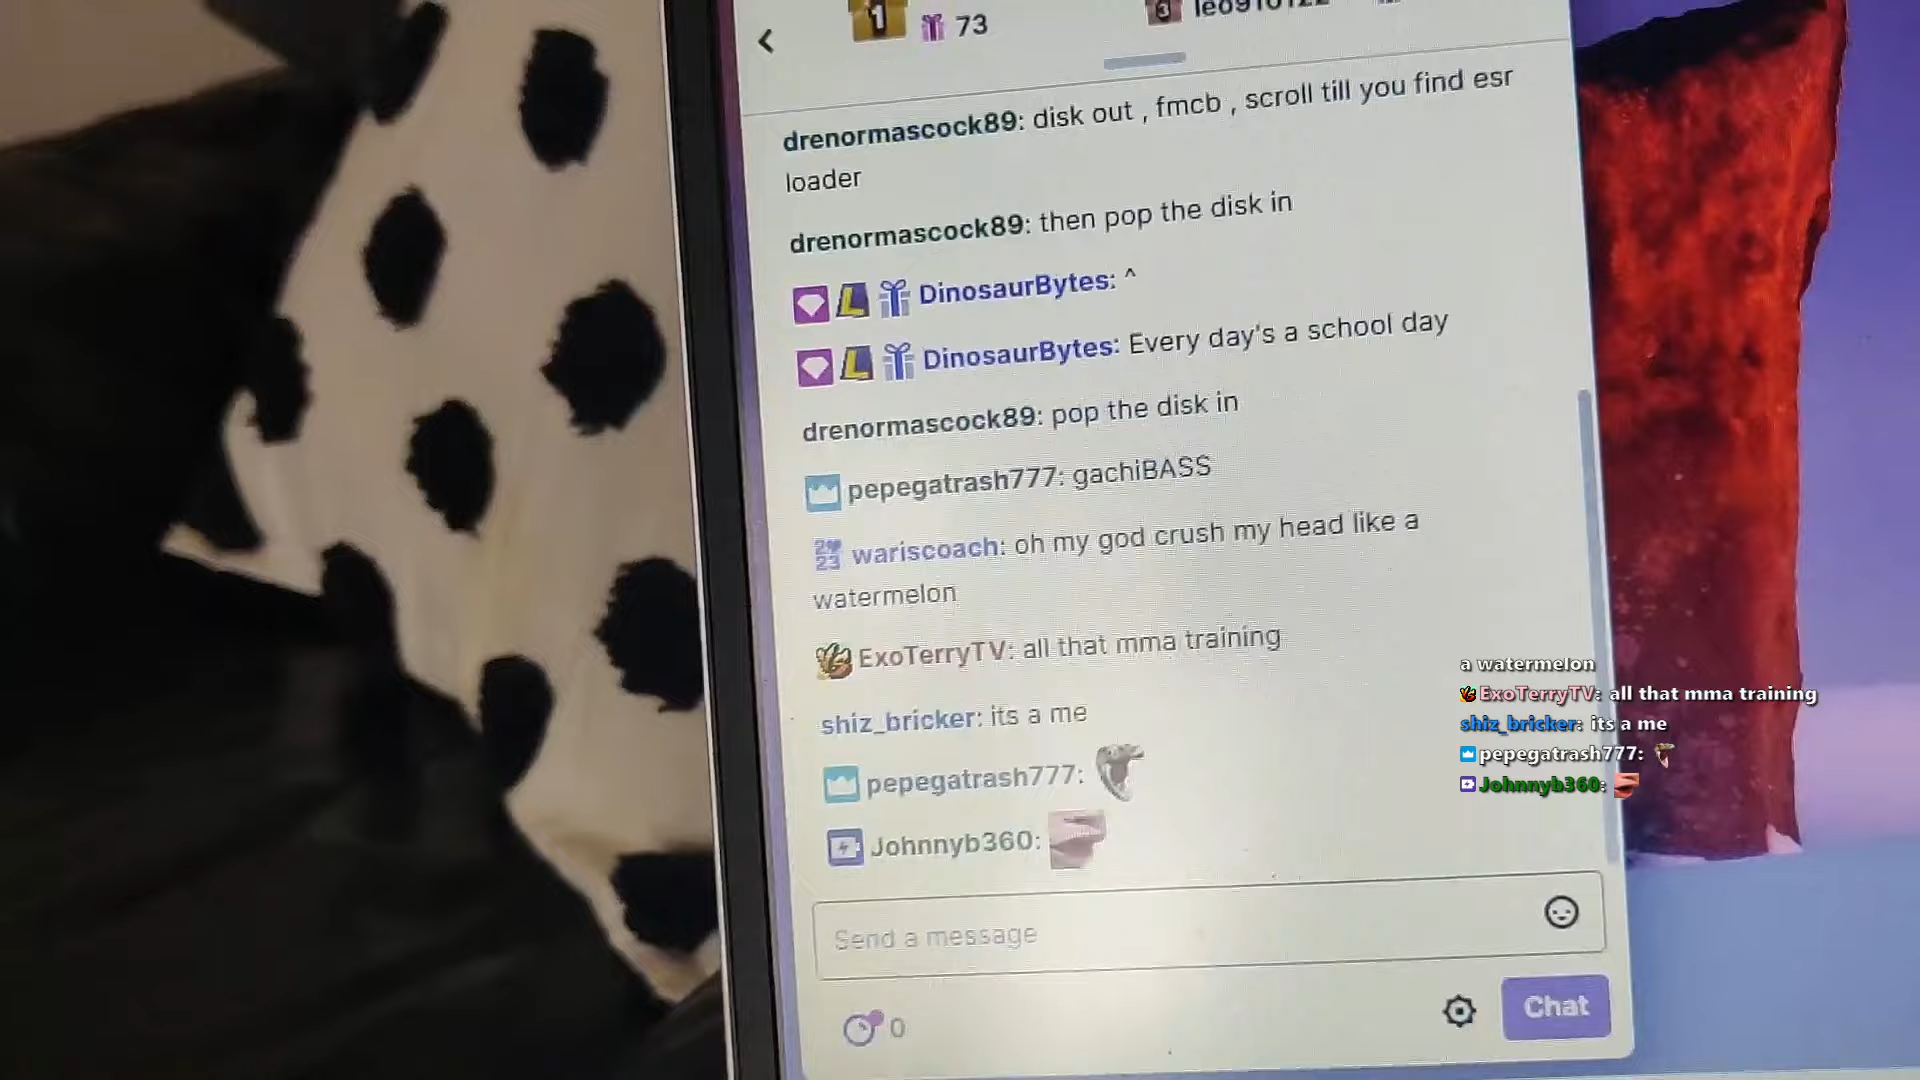 1 73
3
drenormascock89: disk out , fmcb , scroll till you find esr
loader
drenormascock89: then pop the disk in
DinosaurBytes: ^
DinosaurBytes: Every day's a school day
drenormascock89: pop the disk in
pepegatrash777: gachiBASS
wariscoach: oh my god crush my head like a
watermelon
ExoTerryTV: all that mma training
shiz_bricker: its a me
pepegatrash777:
Johnnyb360:
Send a message
0
Chat
a watermelon
ExoTerryTV: all that mma training
shiz_bricker: its a me
pepegatrash777:
Johnnyb360: